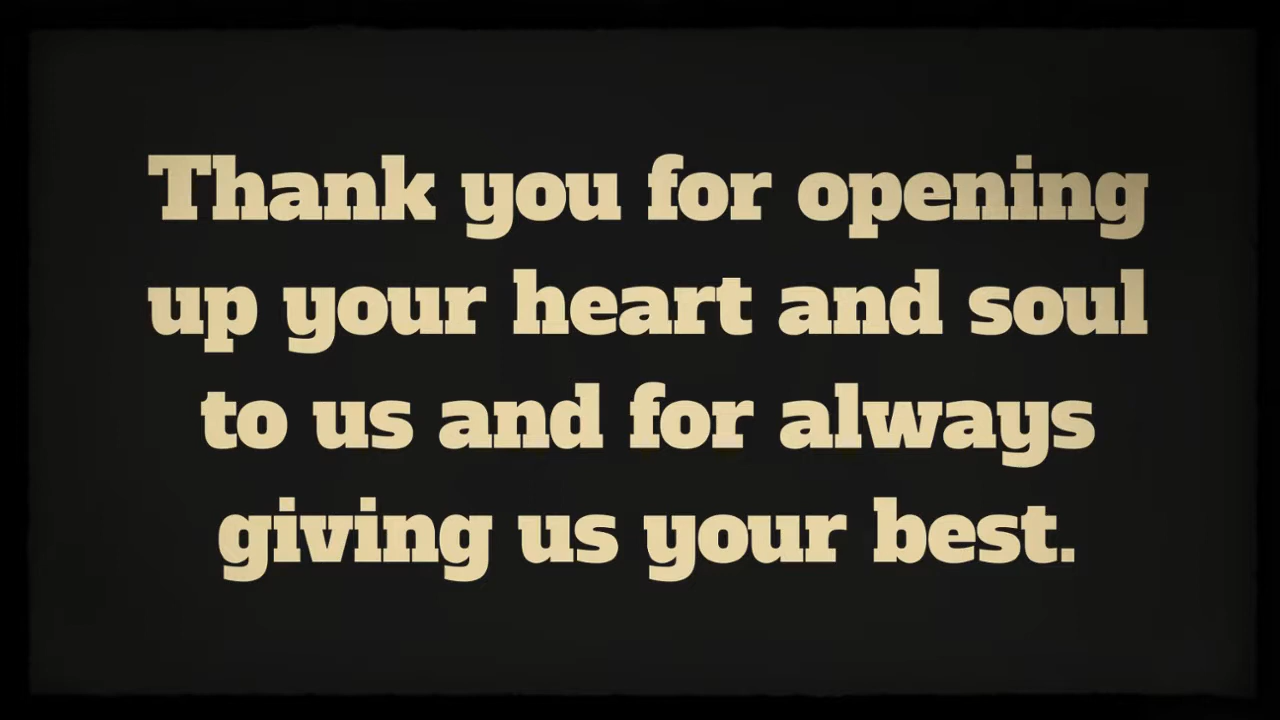 Thank you for opening
up your heart and soul
to us and for always
giving us your best.